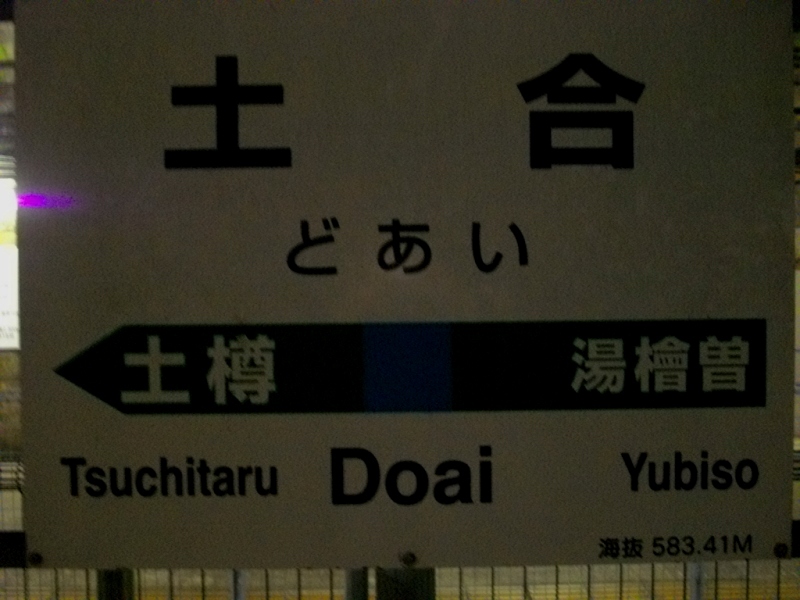 土合
どあい
土樽 湯檜曽
Tsuchitaru Doai Yubiso
海抜 583.41M